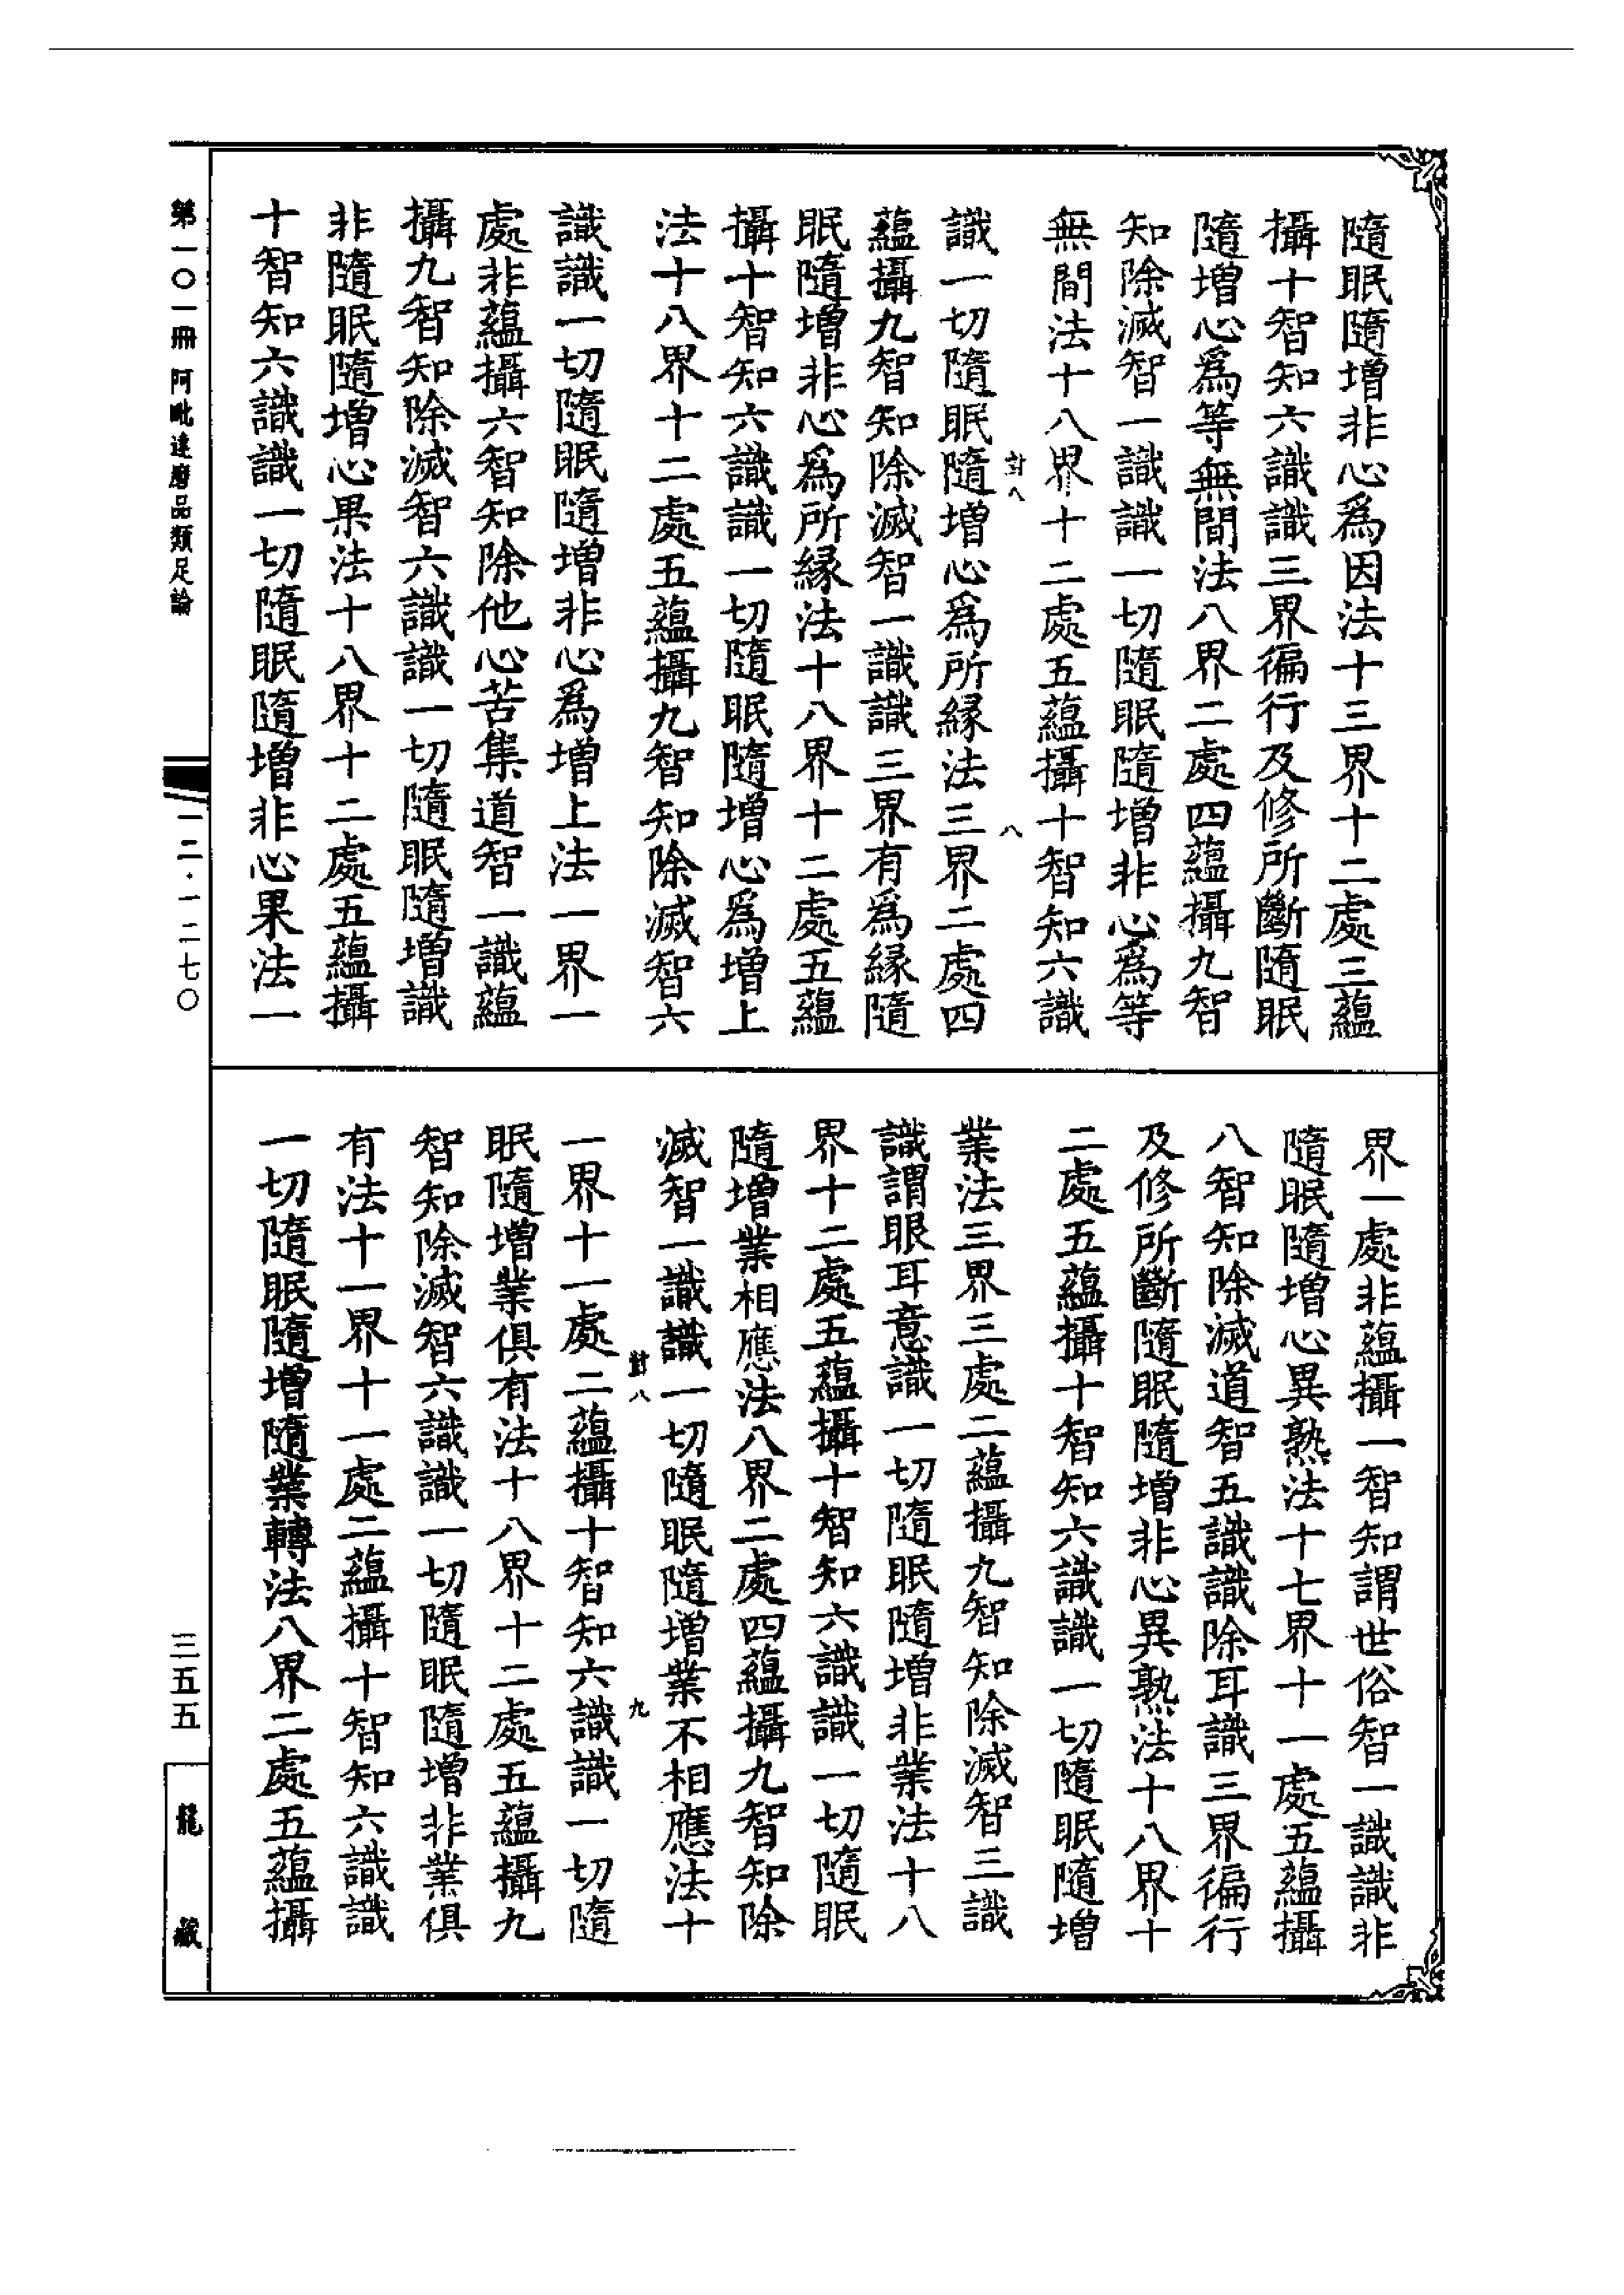 隨眠隨增非心爲因法十三界十二處三蘊
攝十智知六識識三界徧行及修所斷隨眠
隨增心爲等無間法八界二處四蘊攝九智
知除滅智一識識一切隨眠隨增非心爲等
無間法十八界十二處五蘊攝十智知六識
對八
八
識一切隨眠隨增心爲所緣法三界二處四
蘊攝九智知除滅智一識識三界有爲緣隨
眠隨增非心爲所緣法十八界十二處五蘊
攝十智知六識識一切隨眠隨增心爲增上
法十八界十二處五蘊攝九智知除滅智六
識識一切隨眠隨增非心爲增上法一界一
處非蘊攝六智知除他心苦集道智一識蘊
攝九智知除滅智六識識一切隨眠隨增識
非隨眠隨增心果法十八界十二處五蘊攝
十智知六識識一切隨眠隨增非心果法一
界一處非蘊攝一智知謂世俗智一識識非
隨眠隨增心異熟法十七界十一處五蘊攝
八智知除滅道智五識識除耳識三界徧行
及修所斷隨眠隨增非心異熟法十八界十
二處五蘊攝十智知六識識一切隨眠隨增
業法三界三處二蘊攝九智知除滅智三識
識謂眼耳意識一切隨眠隨增非業法十八
界十二處五蘊攝十智知六識識一切隨眠
隨增業相應法八界二處四蘊攝九智知除
滅智一識識一切隨眠隨增業不相應法十
對八
九
一界十一處二蘊攝十智知六識識一切隨
眠隨增業俱有法十八界十二處五蘊攝九
智知除滅智六識識一切隨眠隨增非業俱
有法十一界十一處二蘊攝十智知六識識
一切隨眠隨增隨業轉法八界二處五蘊攝
第一〇一冊 阿毗達磨品類足論
一二·一二七〇
三五五
龍藏